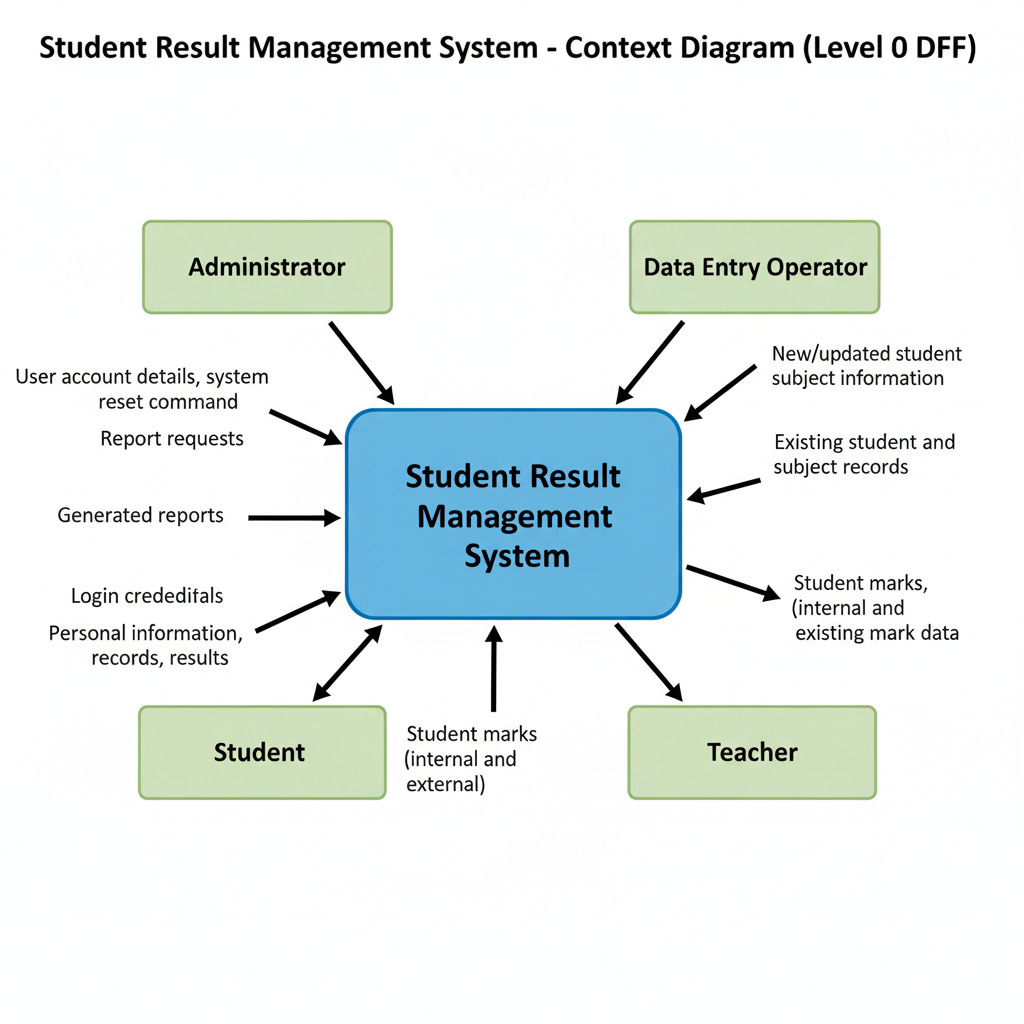 Student Result Management System - Context Diagram (Level 0 DFF)
Administrator
Data Entry Operator
User account details, system
reset command
Report requests
Generated reports
Login crededifals
Personal information,
records, results
New/updated student
subject information
Existing student and
subject records
Student Result
Management
System
Student marks,
(internal and
existing mark data
Student
Student marks
(internal and
external)
Teacher